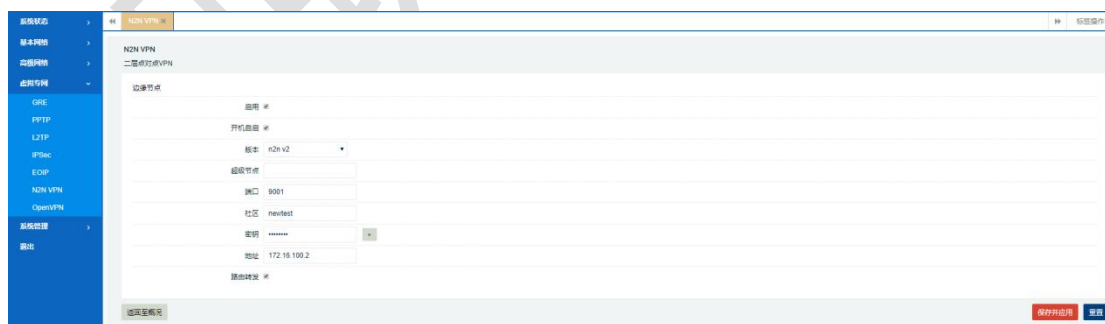 系统状态
基本网络
高级网络
虚拟专网
GRE
PPTP
L2TP
IPSec
EOIP
N2N VPN
OpenVPN
系统管理
退出
N2N VPN
标签操作
N2N VPN
二层点对点VPN
边缘节点
启用
开机自启
版本 n2n v2
超级节点
端口 9001
社区 newtest
密钥 ••••••••
地址 172.16.100.2
路由转发
返回至概况
保存并应用 重置